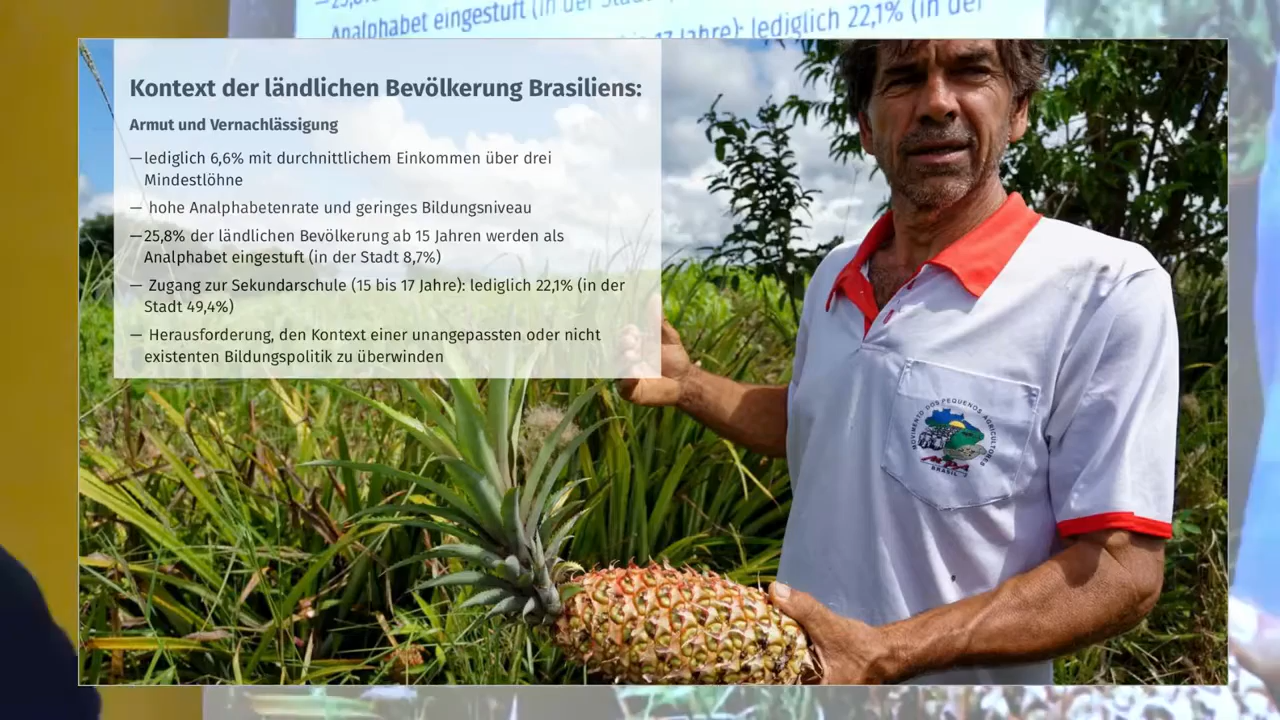 Analphabet eingestuft (in der
17 Jahre): lediglich 22,1% (in der
Kontext der ländlichen Bevölkerung Brasiliens:
Armut und Vernachlässigung
—lediglich 6,6% mit durchnittlichem Einkommen über drei
Mindestlöhne
— hohe Analphabetenrate und geringes Bildungsniveau
—25,8% der ländlichen Bevölkerung ab 15 Jahren werden als
Analphabet eingestuft (in der Stadt 8,7%)
— Zugang zur Sekundarschule (15 bis 17 Jahre): lediglich 22,1% (in der
Stadt 49,4%)
— Herausforderung, den Kontext einer unangepassten oder nicht
existenten Bildungspolitik zu überwinden
MOVIMENTO DOS PEQUENOS AGRICULTORES
MPA
BRASIL